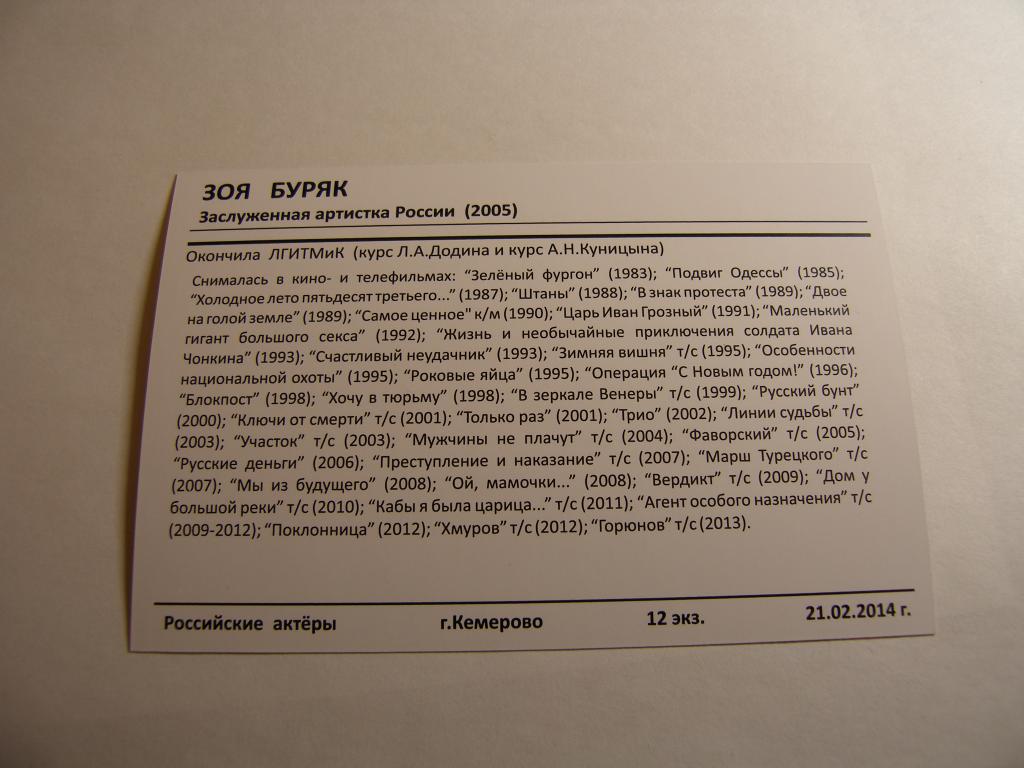 ЗОЯ БУРЯК
Заслуженная артистка России (2005)
Окончила ЛГИТМиК (курс Л.А.Додина и курс А.Н.Куницына)
Снималась в кино- и телефильмах: “Зелёный фургон” (1983); “Подвиг Одессы” (1985);
“Холодное лето пятьдесят третьего...” (1987); “Штаны” (1988); “В знак протеста” (1989); “Двое
на голой земле” (1989); “Самое ценное" к/м (1990); “Царь Иван Грозный” (1991); “Маленький
гигант большого секса” (1992); “Жизнь и необычайные приключения солдата Ивана
Чонкина” (1993); “Счастливый неудачник” (1993); “Зимняя вишня” т/с (1995); “Особенности
национальной охоты” (1995); “Роковые яйца” (1995); “Операция “С Новым годом!” (1996);
“Блокпост” (1998); “Хочу в тюрьму” (1998); “В зеркале Венеры” т/с (1999); “Русский бунт”
(2000); “Ключи от смерти” т/с (2001); “Только раз” (2001); “Трио” (2002); “Линии судьбы” т/с
(2003); “Участок” т/с (2003); “Мужчины не плачут” т/с (2004); “Фаворский” т/с (2005);
“Русские деньги” (2006); “Преступление и наказание” т/с (2007); “Марш Турецкого” т/с
(2007); “Мы из будущего” (2008); “Ой, мамочки...” (2008); “Вердикт” т/с (2009); “Дом у
большой реки” т/с (2010); “Кабы я была царица...” т/с (2011); “Агент особого назначения” т/с
(2009-2012); “Поклонница” (2012); “Хмуров” т/с (2012); “Горюнов” т/с (2013).
Российские актёры г.Кемерово 12 экз. 21.02.2014 г.